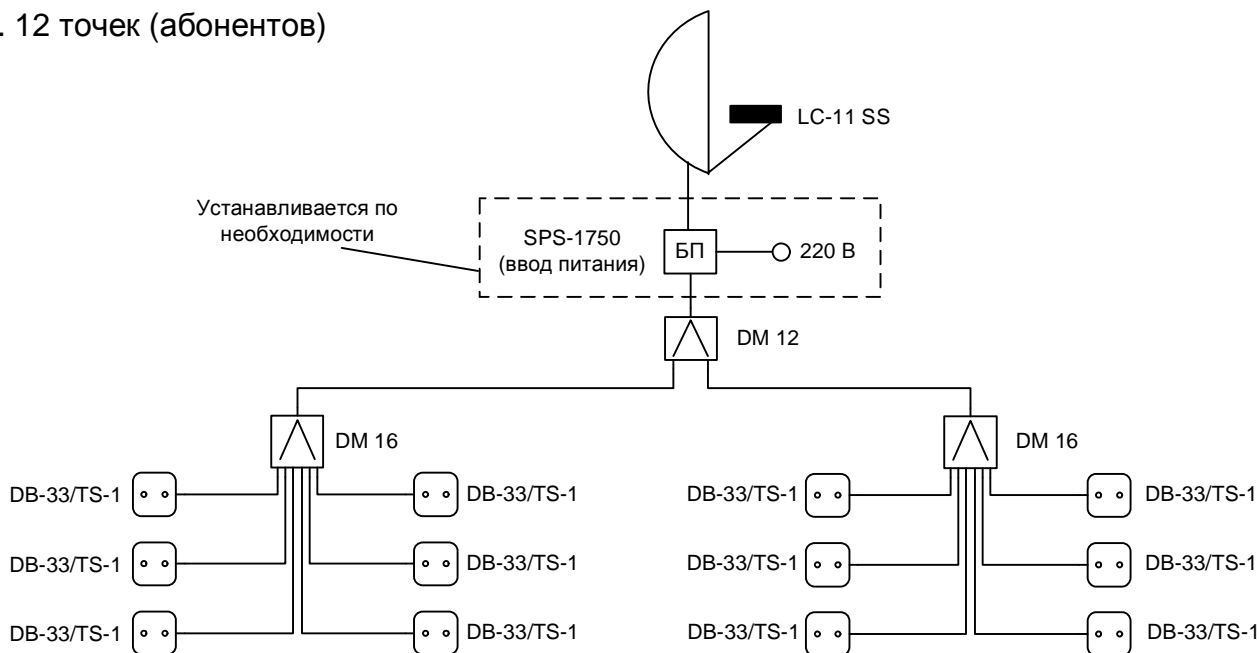 . 12 точек (абонентов)
LC-11 SS
Устанавливается по
необходимости
SPS-1750
(ввод питания)
БП
220 В
DM 12
DM 16
DM 16
DB-33/TS-1
DB-33/TS-1
DB-33/TS-1
DB-33/TS-1
DB-33/TS-1
DB-33/TS-1
DB-33/TS-1
DB-33/TS-1
DB-33/TS-1
DB-33/TS-1
DB-33/TS-1
DB-33/TS-1